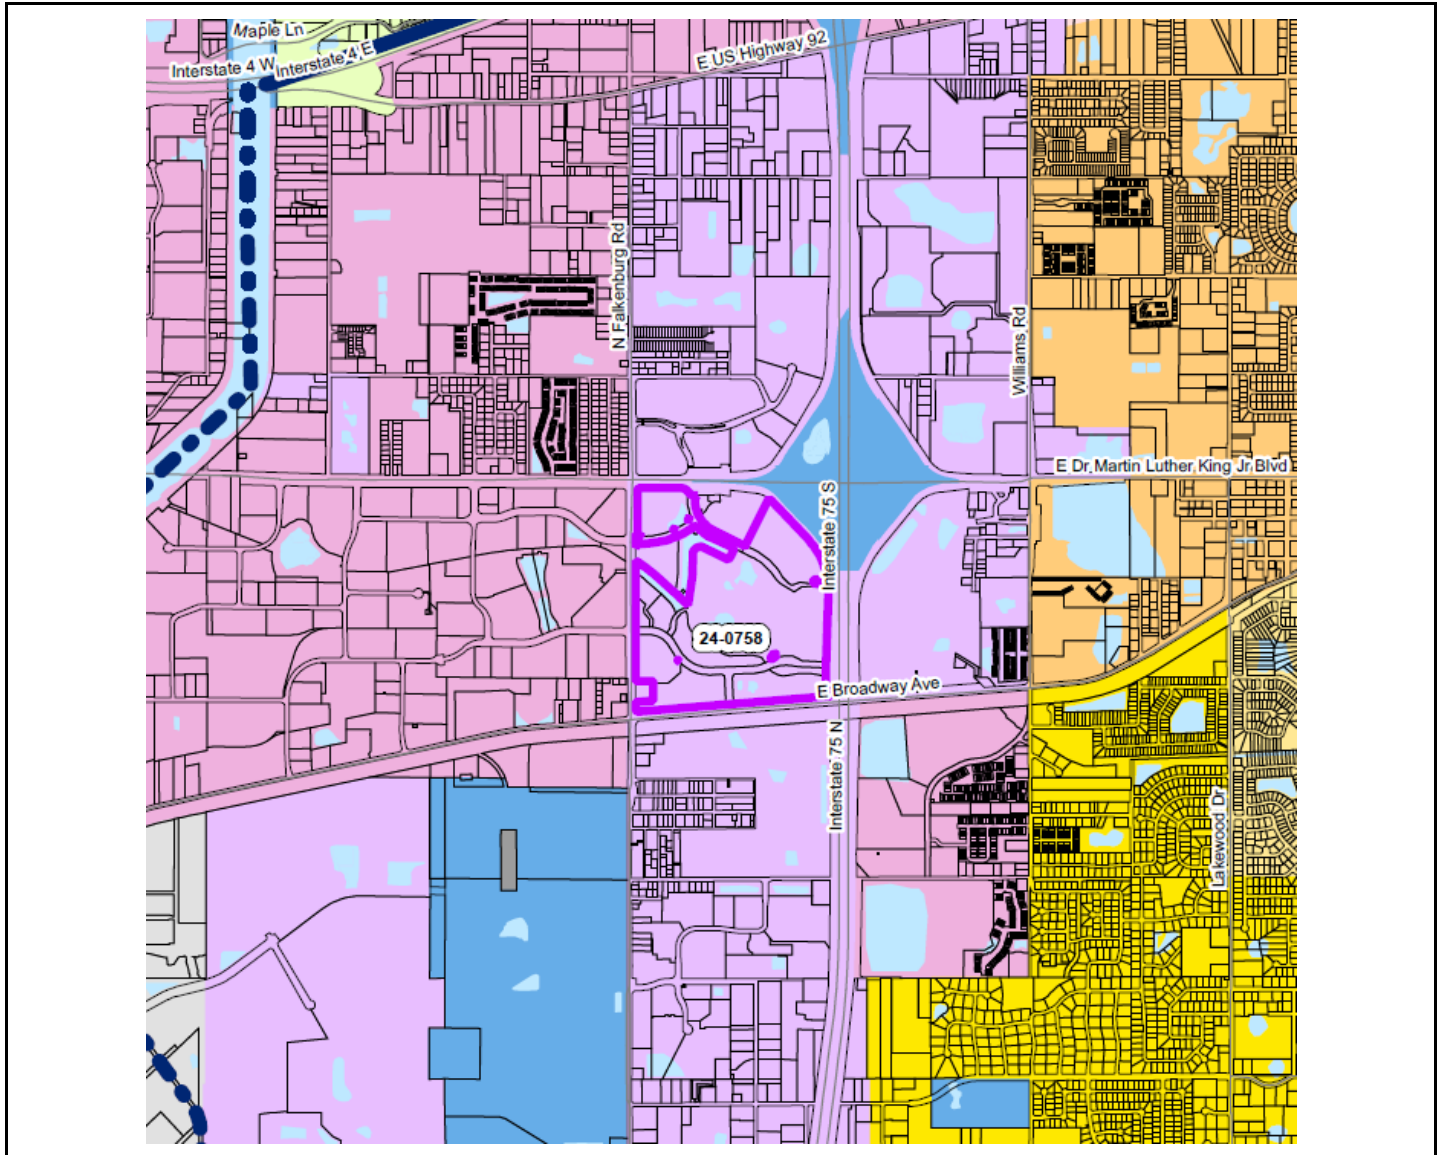 Maple Ln
Interstate 4 W
Interstate 4 E
E US Highway 92
N Falkenburg Rd
Williams Rd
E Dr Martin Luther King Jr Blvd
Interstate 75 S
24-0758
E Broadway Ave
Interstate 75 N
Lakewood Dr